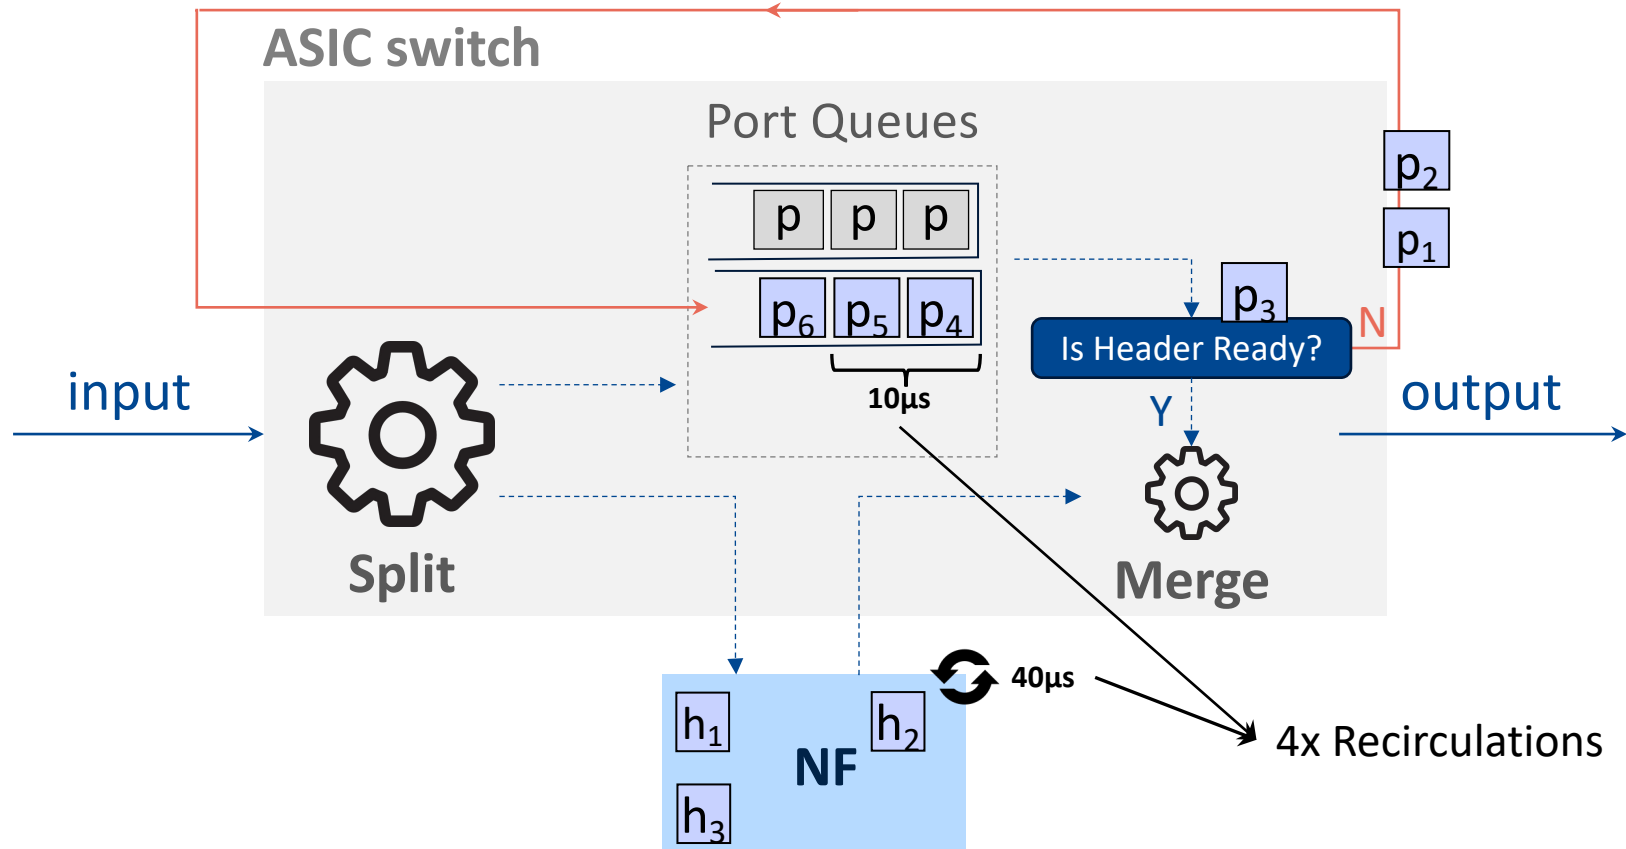 ASIC switch
Port Queues
p p p
p6 p5 p4
10µs
p2
p1
p3
N
Is Header Ready?
Y
input
output
Split
Merge
40µs
h1
h2
NF
h3
4x Recirculations